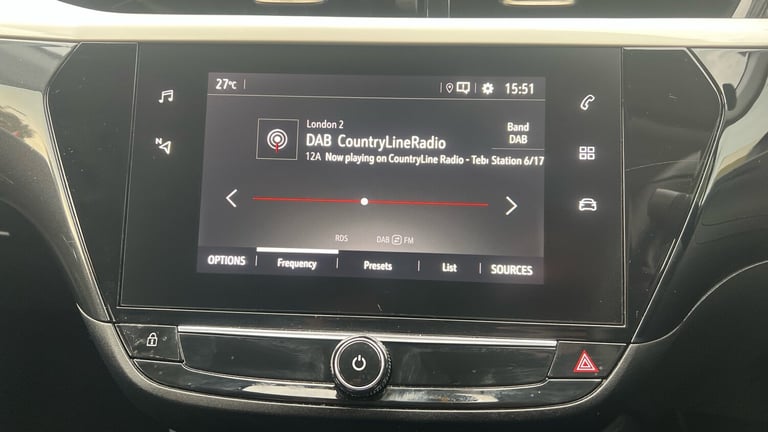 27°C 15:51
London 2
DAB CountryLineRadio
Band
DAB
12A Now playing on CountryLine Radio - Teb Station 6/17
N
RDS DAB FM
OPTIONS Frequency Presets List SOURCES